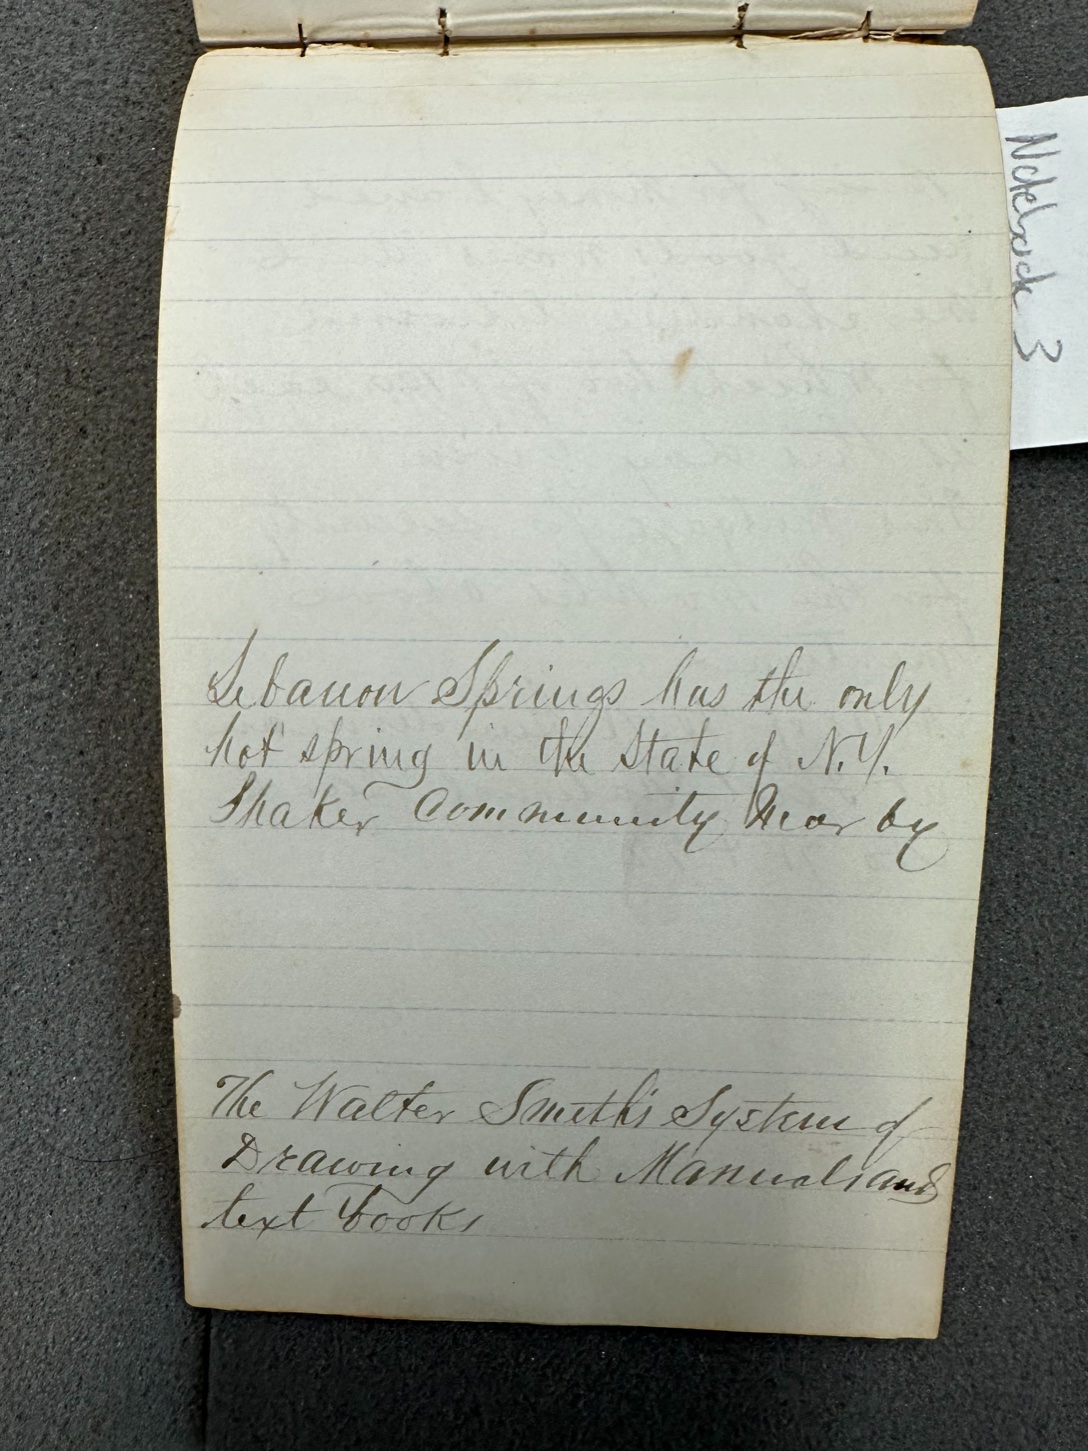 Notebook 3
Lebanon Springs has the only
hot spring in the State of N.Y.
Shaker Community Near by
The Walter Smith's System of
Drawing with Manuals and
text books